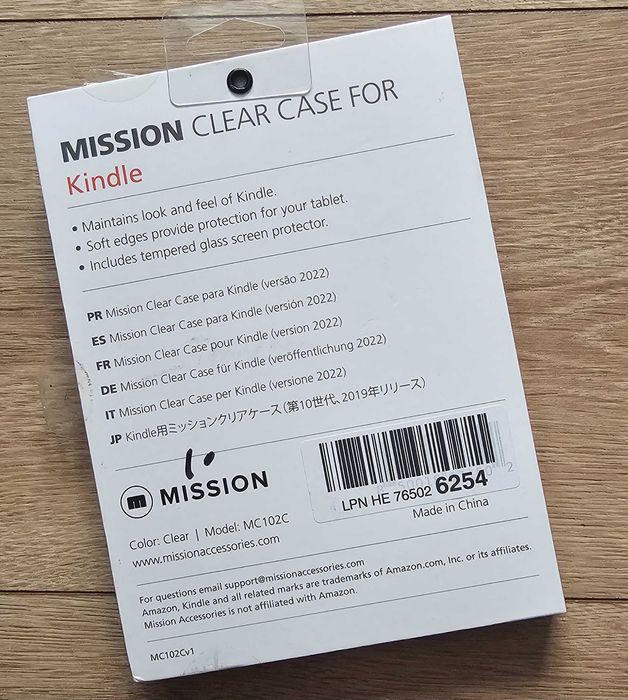 MISSION CLEAR CASE FOR
Kindle
• Maintains look and feel of Kindle.
• Soft edges provide protection for your tablet.
• Includes tempered glass screen protector.
PR Mission Clear Case para Kindle (versão 2022)
ES Mission Clear Case para Kindle (versión 2022)
FR Mission Clear Case pour Kindle (version 2022)
DE Mission Clear Case für Kindle (veröffentlichung 2022)
IT Mission Clear Case per Kindle (versione 2022)
JP Kindle用ミッションクリアケース（第10世代、2019年リリース）
m MISSION
LPN HE 76502 6254
Made in China
Color: Clear | Model: MC102C
www.missionaccessories.com
For questions email support@missionaccessories.com
Amazon, Kindle and all related marks are trademarks of Amazon.com, Inc. or its affiliates.
Mission Accessories is not affiliated with Amazon.
MC102Cv1